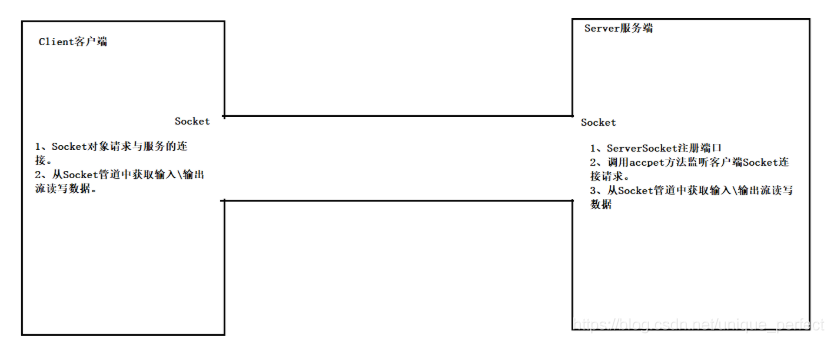 Client客户端
Socket
1、Socket对象请求与服务的连
接。
2、从Socket管道中获取输入\输出
流读写数据。
Server服务端
Socket
1、ServerSocket注册端口
2、调用accpet方法监听客户端Socket连
接请求。
3、从Socket管道中获取输入\输出流读写
数据
https://blog.csdn.net/unique_perfect